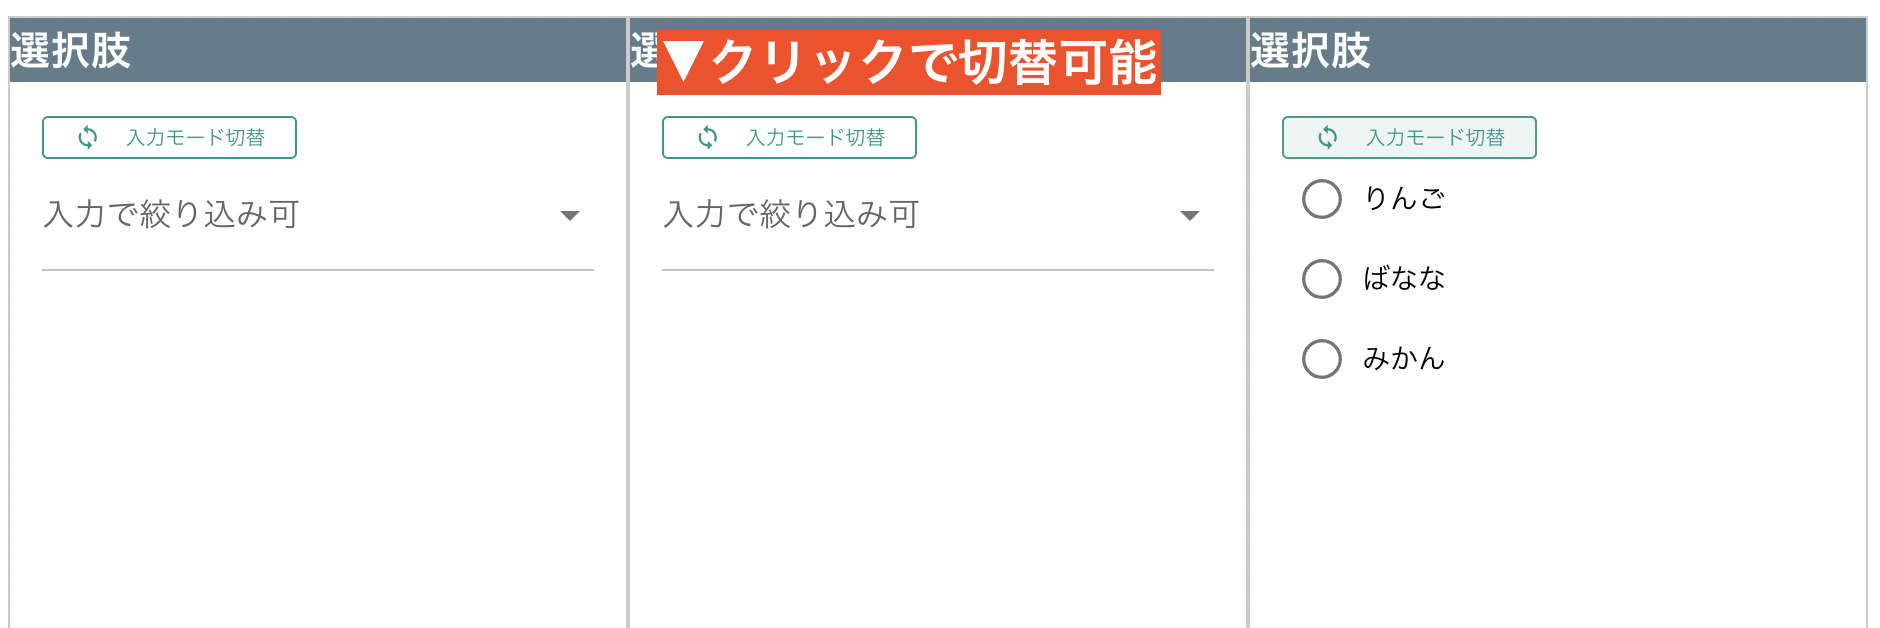 選択肢
入力モード切替
入力で絞り込み可
選
▼クリックで切替可能
入力モード切替
入力で絞り込み可
選択肢
入力モード切替
りんご
ばなな
みかん